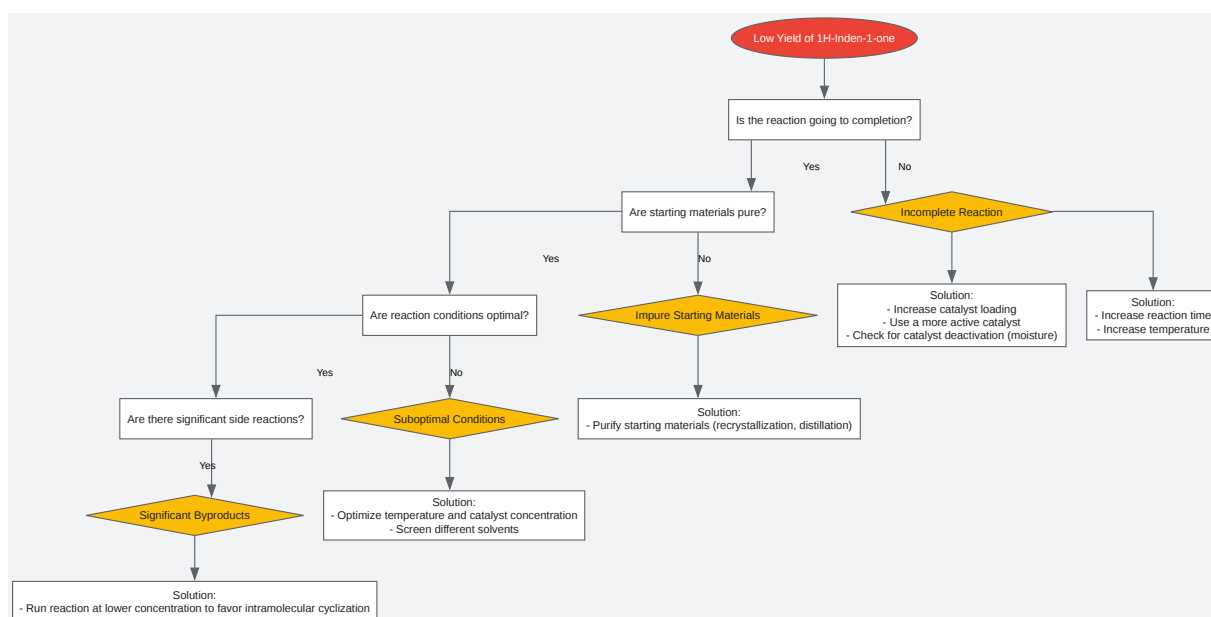 Low Yield of 1H-Inden-1-one
Is the reaction going to completion?
Yes
No
Are starting materials pure?
Incomplete Reaction
Yes
No
Solution:
- Increase catalyst loading
- Use a more active catalyst
- Check for catalyst deactivation (moisture)
Solution:
- Increase reaction time
- Increase temperature
Are reaction conditions optimal?
Impure Starting Materials
Yes
No
Are there significant side reactions?
Suboptimal Conditions
Solution:
- Purify starting materials (recrystallization, distillation)
Yes
Significant Byproducts
Solution:
- Optimize temperature and catalyst concentration
- Screen different solvents
Solution:
- Run reaction at lower concentration to favor intramolecular cyclization